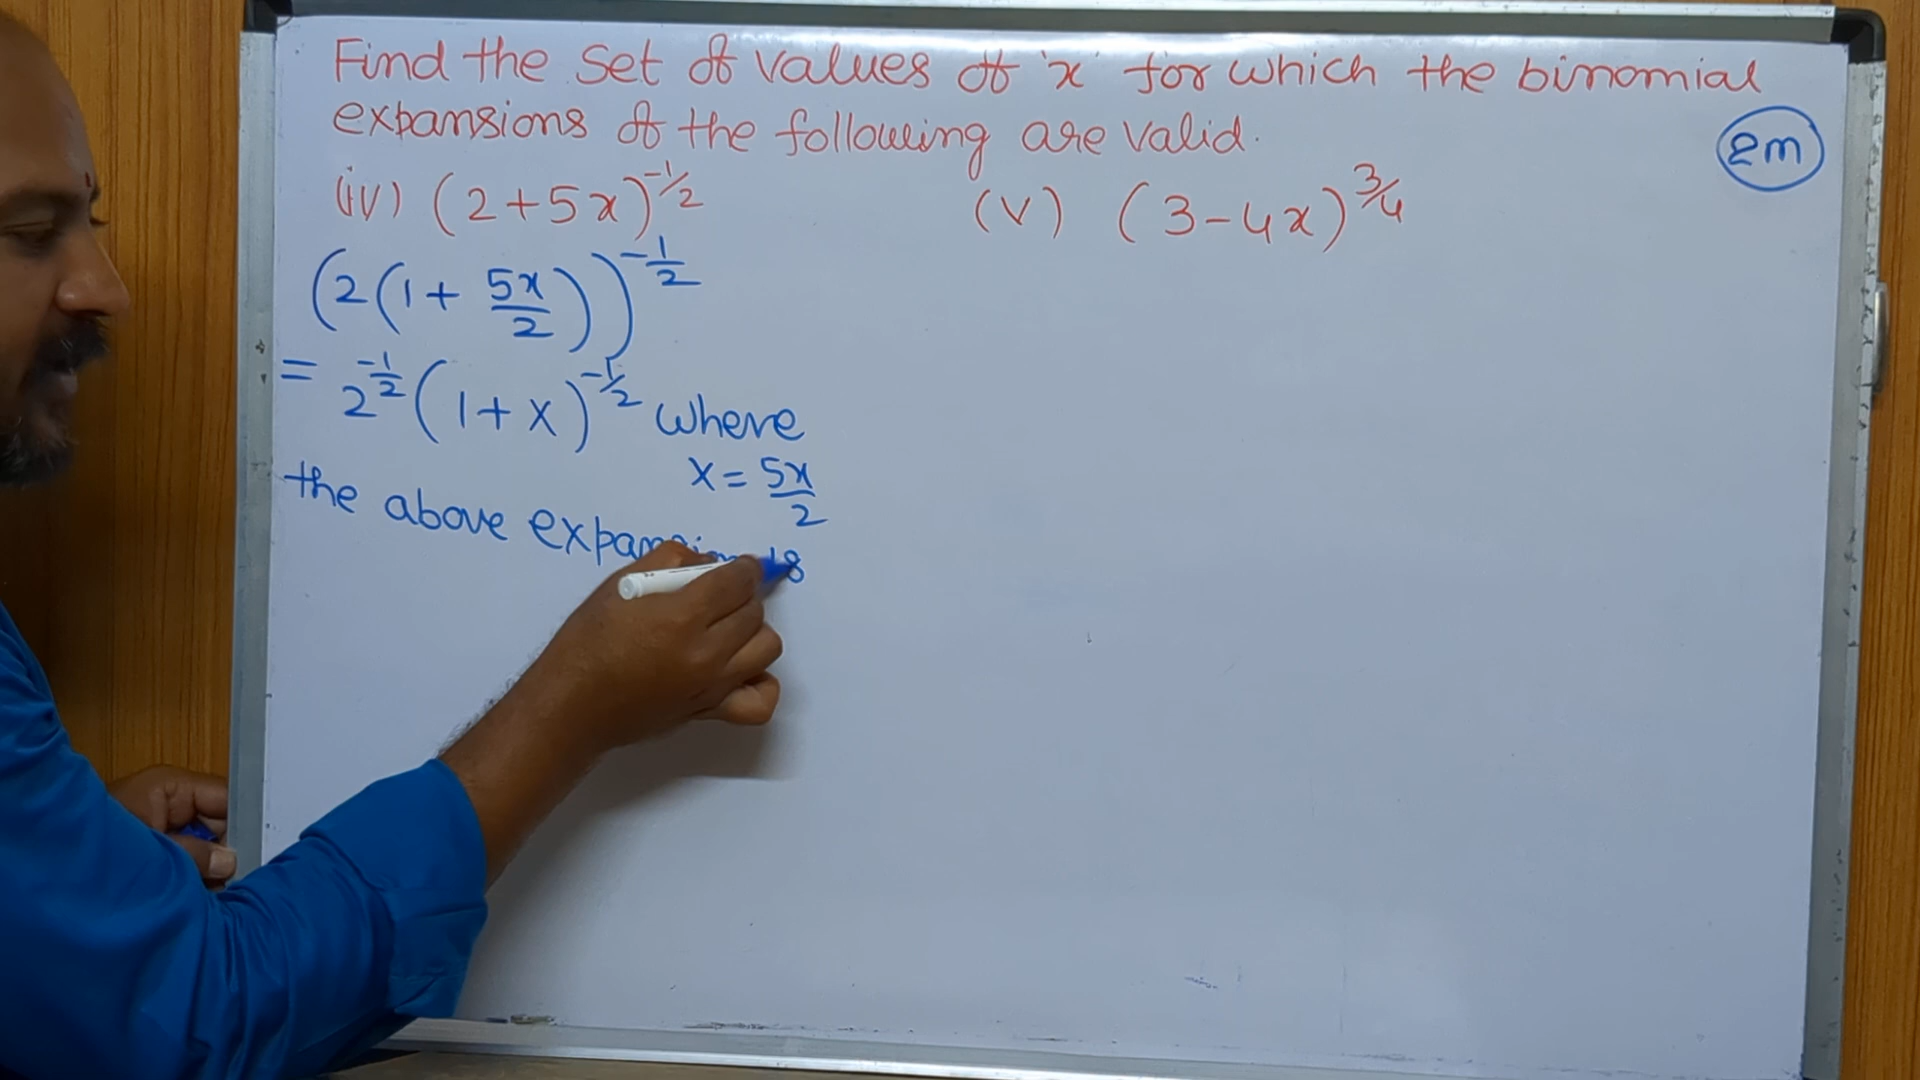 Find the set of values of 'x' for which the binomial
expansions of the following are valid.
2m
(iv) (2+5x)^-1/2
(v) (3-4x)^3/4
(2(1+ 5x/2))^-1/2
= 2^-1/2 (1+X)^-1/2 where
X = 5x/2
the above expansion is